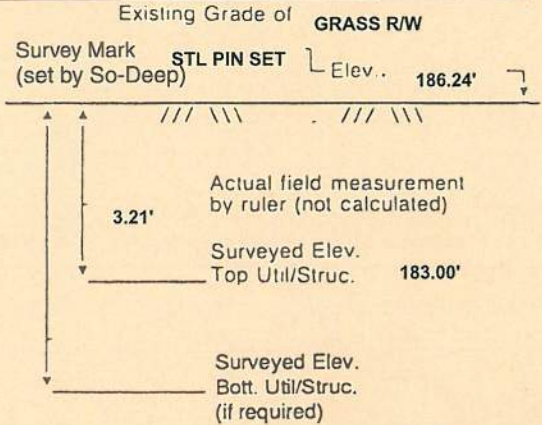 Existing Grade of GRASS R/W
Survey Mark
(set by So-Deep) STL PIN SET
Elev.. 186.24'
3.21'
Actual field measurement
by ruler (not calculated)
Surveyed Elev.
Top Util/Struc. 183.00'
Surveyed Elev.
Bott. Util/Struc.
(if required)